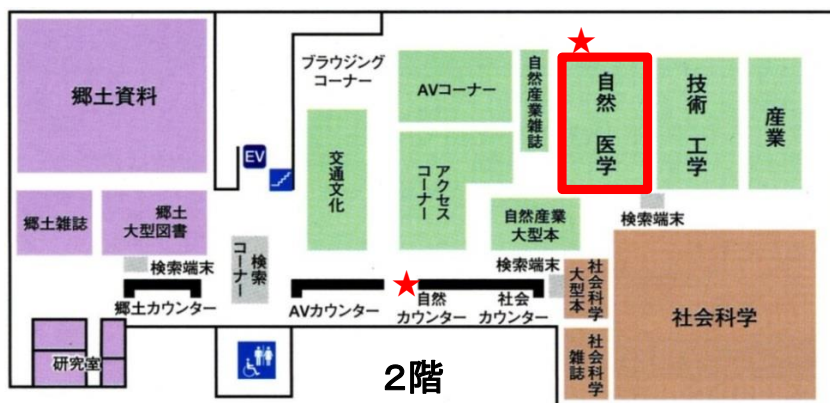 郷土資料
ブラウジング
コーナー
AVコーナー
自然産業雑誌
自然 医学
技術 工学
産業
EV
交通文化
アクセス
コーナー
自然産業
大型本
検索端末
郷土雑誌
郷土
大型図書
検索
コーナー
検索端末
検索端末
郷土カウンター
AVカウンター
自然
カウンター
社会
カウンター
社会科学
大型本
社会科学
社会科学
雑誌
研究室
2階